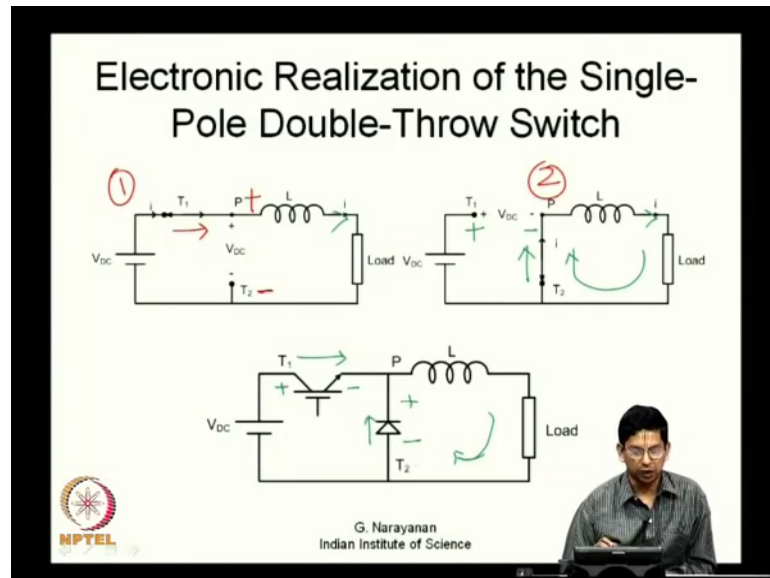 Electronic Realization of the Single-
Pole Double-Throw Switch
1
i T1 P + L i
+
VDC VDC
-
T2 -
Load
2
T1 + VDC - P L i
+ -
VDC i
T2
Load
T1 P L
+ - +
VDC
-
T2
Load
NPTEL
G. Narayanan
Indian Institute of Science